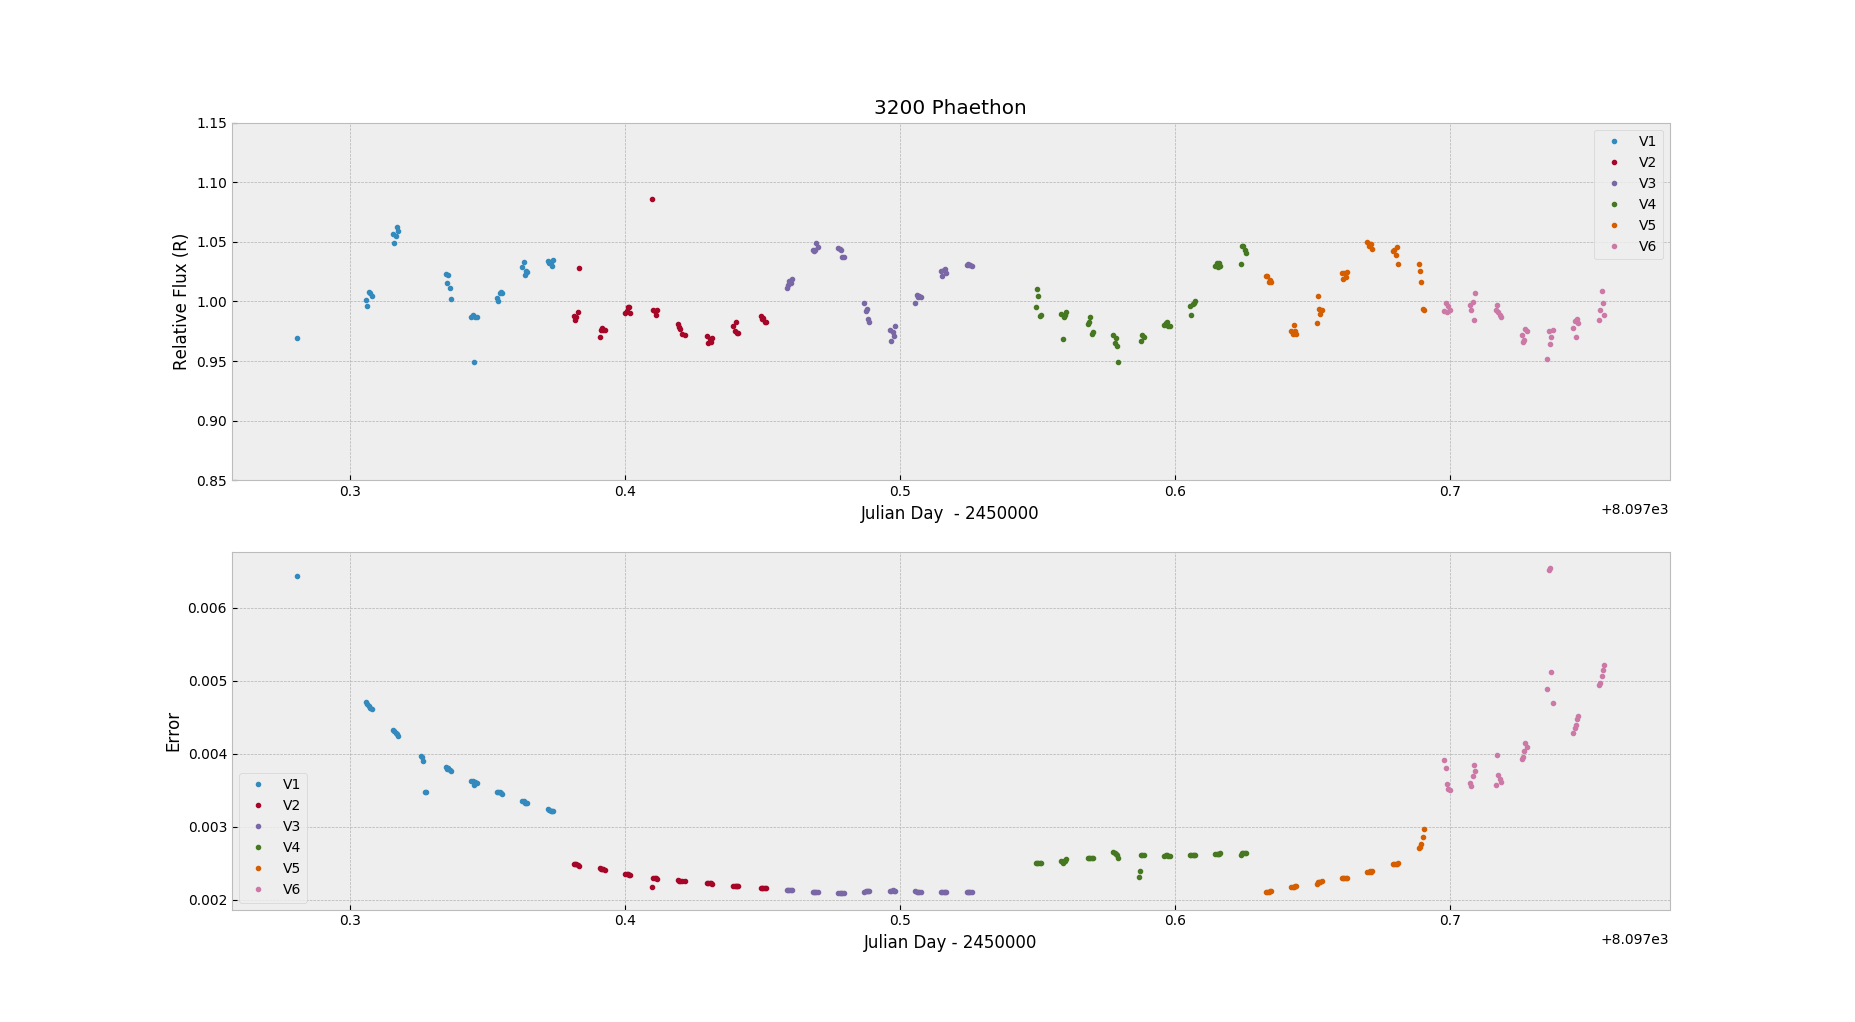 3200 Phaethon
1.15
1.10
1.05
1.00
0.95
0.90
0.85
Relative Flux (R)
V1
V2
V3
V4
V5
V6
0.3 0.4 0.5 0.6 0.7
Julian Day - 2450000
+8.097e3
0.006
0.005
0.004
0.003
0.002
Error
V1
V2
V3
V4
V5
V6
0.3 0.4 0.5 0.6 0.7
Julian Day - 2450000
+8.097e3